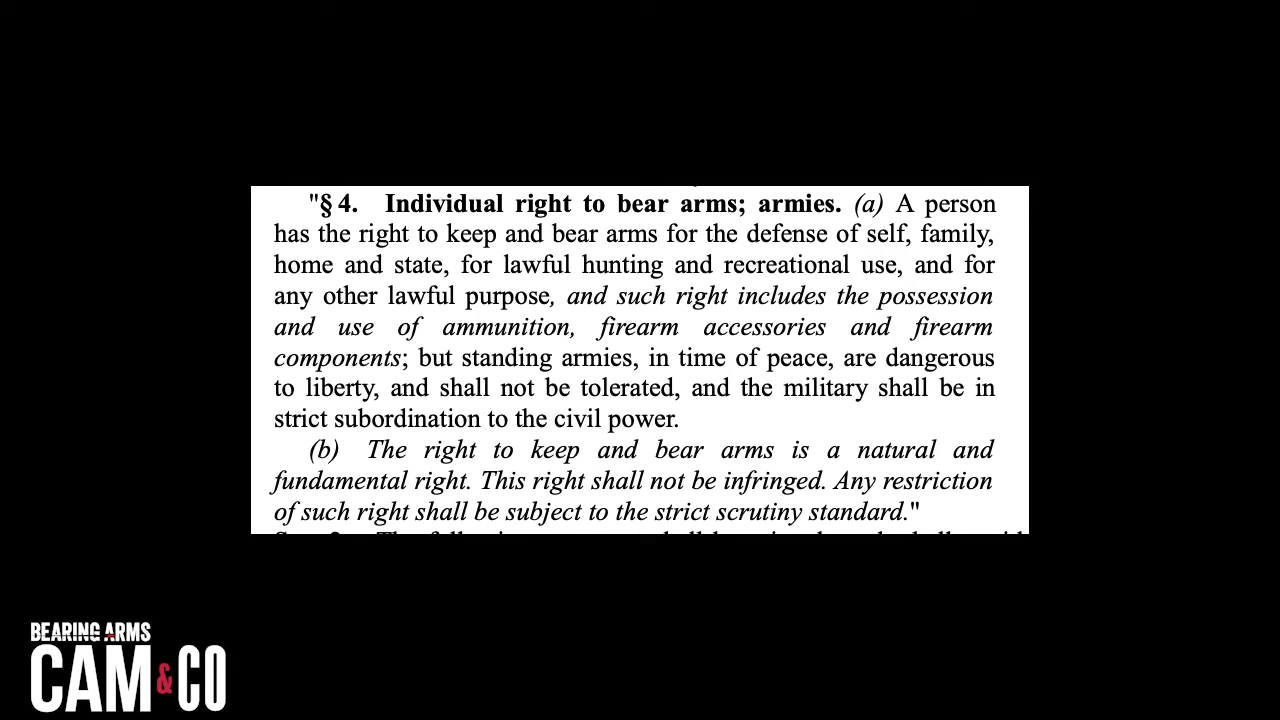 "§ 4. Individual right to bear arms; armies. (a) A person
has the right to keep and bear arms for the defense of self, family,
home and state, for lawful hunting and recreational use, and for
any other lawful purpose, and such right includes the possession
and use of ammunition, firearm accessories and firearm
components; but standing armies, in time of peace, are dangerous
to liberty, and shall not be tolerated, and the military shall be in
strict subordination to the civil power.
(b) The right to keep and bear arms is a natural and
fundamental right. This right shall not be infringed. Any restriction
of such right shall be subject to the strict scrutiny standard."
BEARING ARMS
CAM&CO